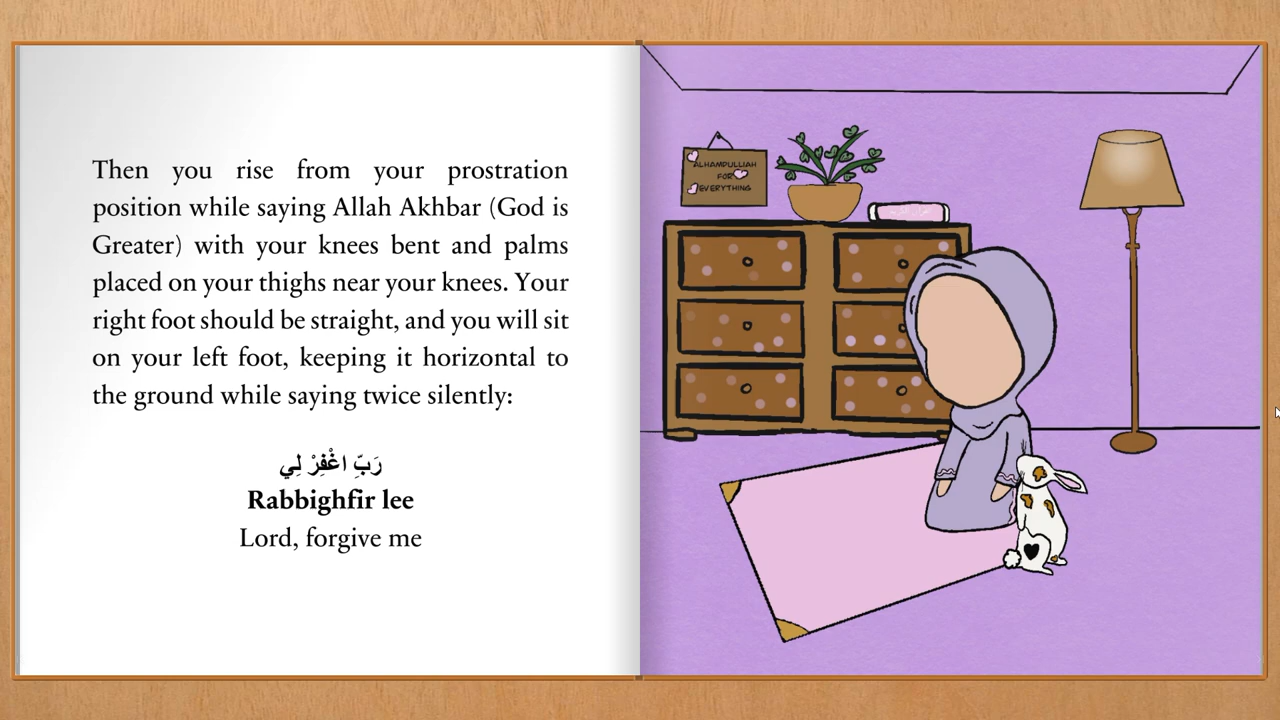 Then you rise from your prostration
position while saying Allah Akhbar (God is
Greater) with your knees bent and palms
placed on your thighs near your knees. Your
right foot should be straight, and you will sit
on your left foot, keeping it horizontal to
the ground while saying twice silently:
رَبِّ اغْفِرْ لِي
Rabbighfir lee
Lord, forgive me
ALHAMDULLIAH
FOR
EVERYTHING